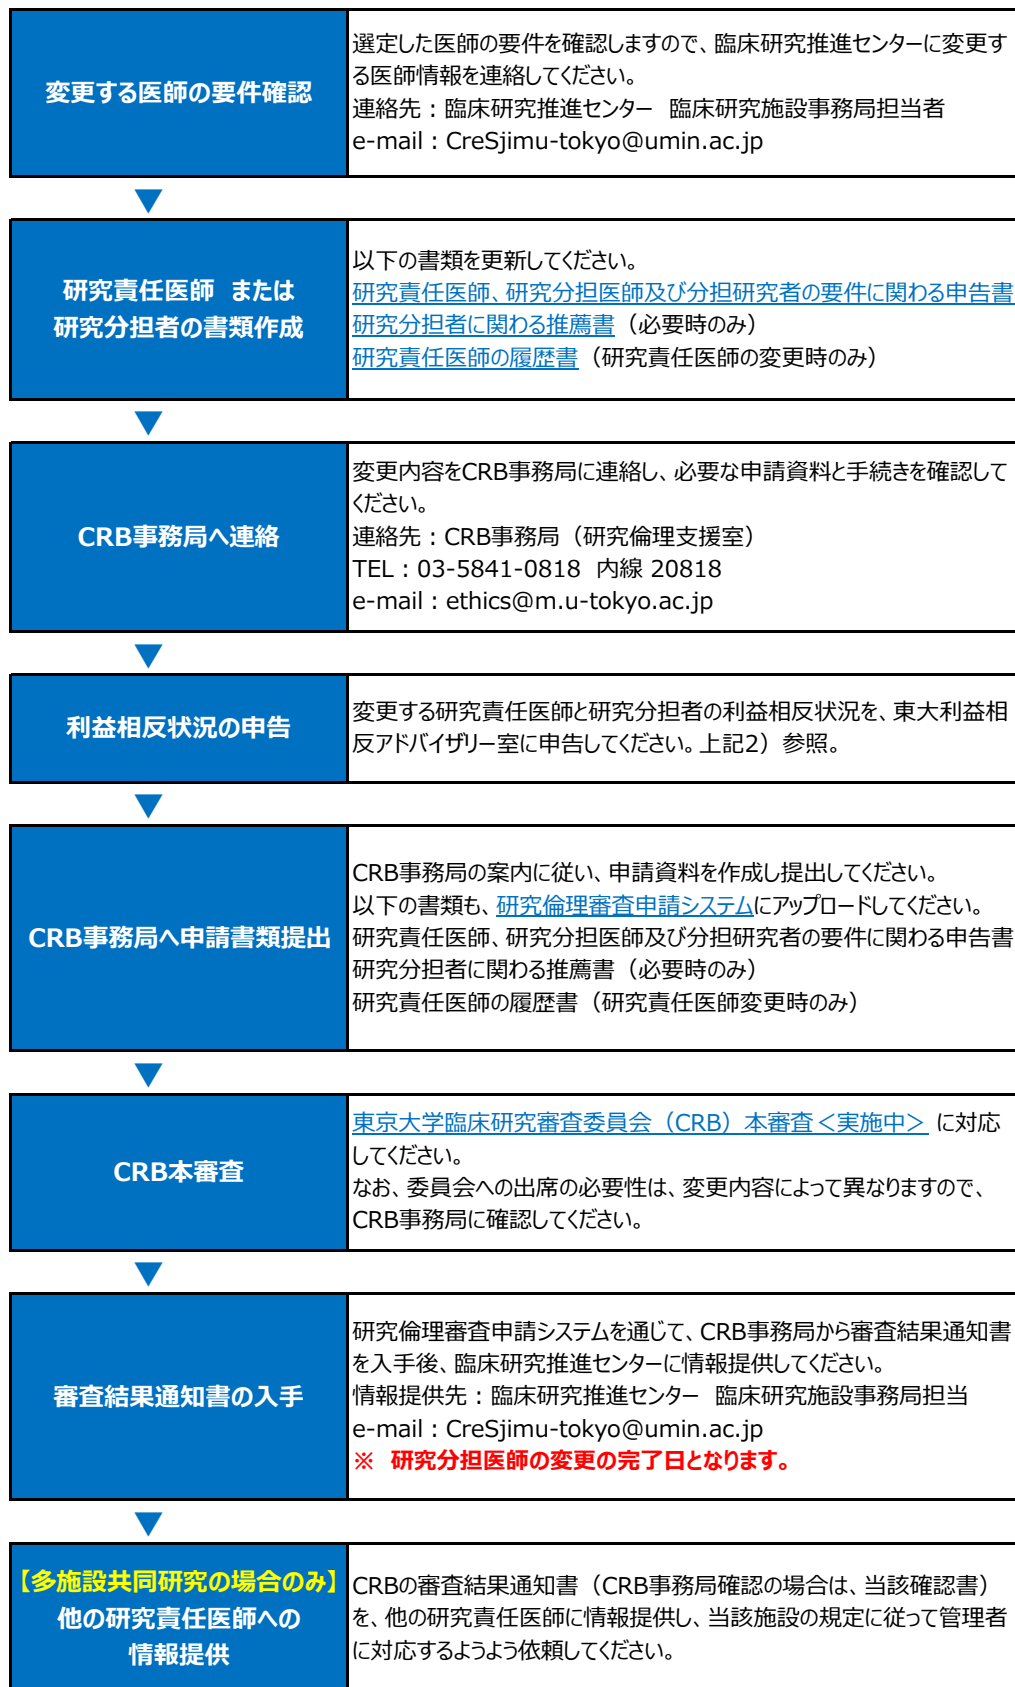 変更する医師の要件確認
選定した医師の要件を確認しますので、臨床研究推進センターに変更す
る医師情報を連絡してください。
連絡先：臨床研究推進センター　臨床研究施設事務局担当者
e-mail：CreSjimu-tokyo@umin.ac.jp
▼
研究責任医師　または
研究分担者の書類作成
以下の書類を更新してください。
研究責任医師、研究分担医師及び分担研究者の要件に関わる申告書
研究分担者に関わる推薦書（必要時のみ）
研究責任医師の履歴書（研究責任医師の変更時のみ）
▼
CRB事務局へ連絡
変更内容をCRB事務局に連絡し、必要な申請資料と手続きを確認して
ください。
連絡先：CRB事務局（研究倫理支援室）
TEL：03-5841-0818 内線 20818
e-mail：ethics@m.u-tokyo.ac.jp
▼
利益相反状況の申告
変更する研究責任医師と研究分担者の利益相反状況を、東大利益相
反アドバイザリー室に申告してください。上記2）参照。
▼
CRB事務局へ申請書類提出
CRB事務局の案内に従い、申請資料を作成し提出してください。
以下の書類も、研究倫理審査申請システムにアップロードしてください。
研究責任医師、研究分担医師及び分担研究者の要件に関わる申告書
研究分担者に関わる推薦書（必要時のみ）
研究責任医師の履歴書（研究責任医師変更時のみ）
▼
CRB本審査
東京大学臨床研究審査委員会（CRB）本審査＜実施中＞ に対応
してください。
なお、委員会への出席の必要性は、変更内容によって異なりますので、
CRB事務局に確認してください。
▼
審査結果通知書の入手
研究倫理審査申請システムを通じて、CRB事務局から審査結果通知書
を入手後、臨床研究推進センターに情報提供してください。
情報提供先：臨床研究推進センター　臨床研究施設事務局担当
e-mail：CreSjimu-tokyo@umin.ac.jp
※　研究分担医師の変更の完了日となります。
▼
【多施設共同研究の場合のみ】
他の研究責任医師への
情報提供
CRBの審査結果通知書（CRB事務局確認の場合は、当該確認書）
を、他の研究責任医師に情報提供し、当該施設の規定に従って管理者
に対応するようよう依頼してください。